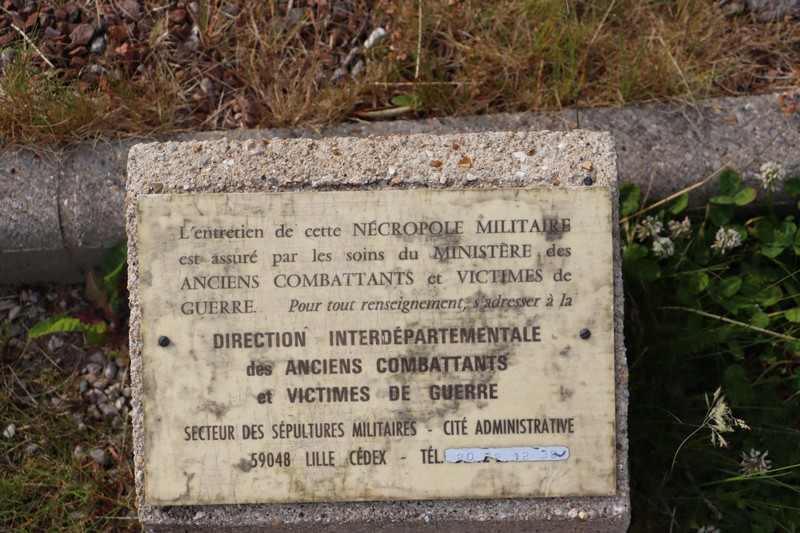 L'entretien de cette NÉCROPOLE MILITAIRE
est assuré par les soins du MINISTÈRE des
ANCIENS COMBATTANTS et VICTIMES de
GUERRE. Pour tout renseignement, s'adresser à la
DIRECTION INTERDÉPARTEMENTALE
des ANCIENS COMBATTANTS
et VICTIMES DE GUERRE
SECTEUR DES SÉPULTURES MILITAIRES - CITÉ ADMINISTRATIVE
59048 LILLE CÉDEX - TÉL.